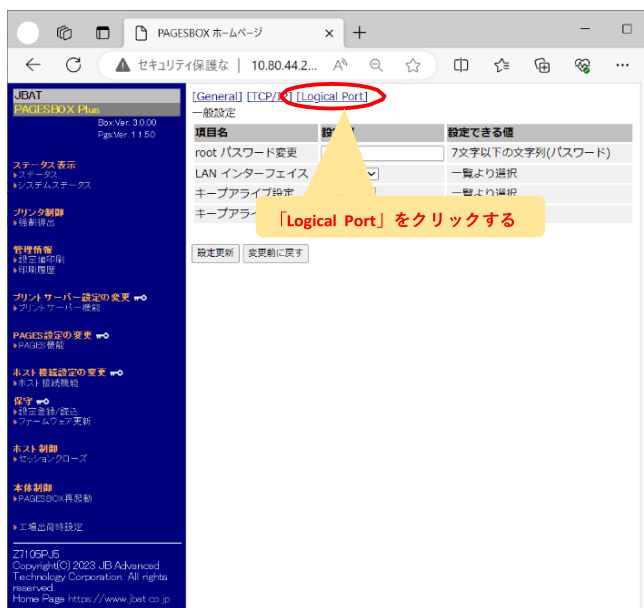 PAGESBOX ホームページ
セキュリティ保護な | 10.80.44.2...
JBAT
PAGESBOX Plus
Box:Ver. 3.0.00
Pgs:Ver. 1.1.50
ステータス表示
ステータス
システムステータス
プリンタ制御
強制排出
管理情報
設定値印刷
印刷履歴
プリントサーバー設定の変更
プリントサーバー機能
PAGES設定の変更
PAGES機能
ホスト接続設定の変更
ホスト接続機能
保守
設定登録/読込
ファームウェア更新
ホスト制御
セッションクローズ
本体制御
PAGESBOX再起動
工場出荷時設定
Z7105PJ5
Copyright(C) 2023 JB Advanced
Technology Corporation. All rights
reserved.
Home Page https://www.jbat.co.jp
[General] [TCP/IP] [Logical Port]
一般設定
項目名 設定できる値
root パスワード変更 7文字以下の文字列(パスワード)
LAN インターフェイス 一覧より選択
キープアライブ設定 一覧より選択
キープアライ
「Logical Port」をクリックする
設定更新 変更前に戻す